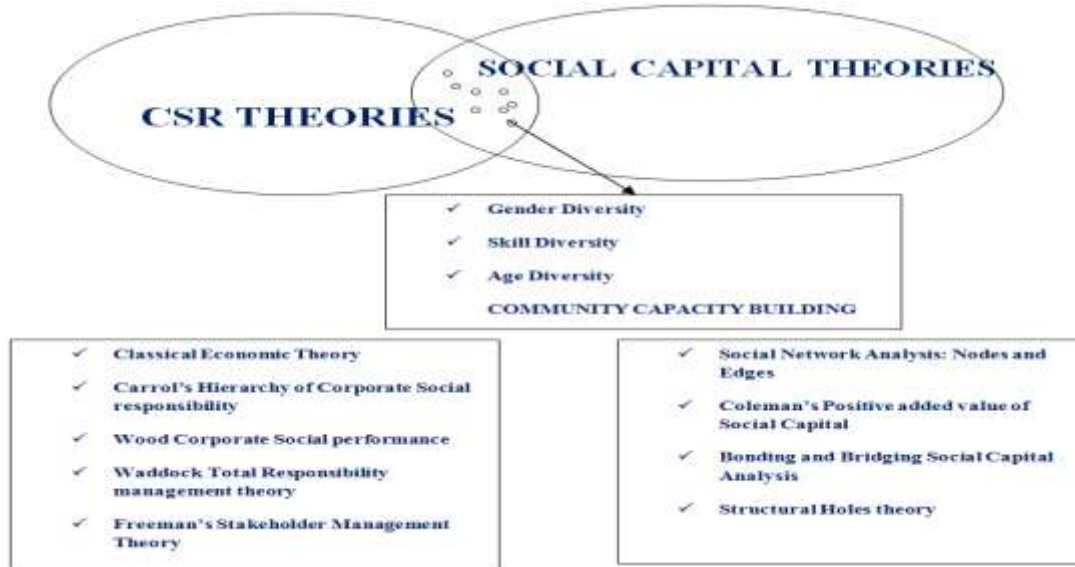 SOCIAL CAPITAL THEORIES
CSR THEORIES
✓ Gender Diversity
✓ Skill Diversity
✓ Age Diversity
COMMUNITY CAPACITY BUILDING
✓ Classical Economic Theory
✓ Carrol's Hierarchy of Corporate Social
responsibility
✓ Wood Corporate Social performance
✓ Waddock Total Responsibility
management theory
✓ Freeman's Stakeholder Management
Theory
✓ Social Network Analysis: Nodes and
Edges
✓ Coleman's Positive added value of
Social Capital
✓ Bonding and Bridging Social Capital
Analysis
✓ Structural Holes theory